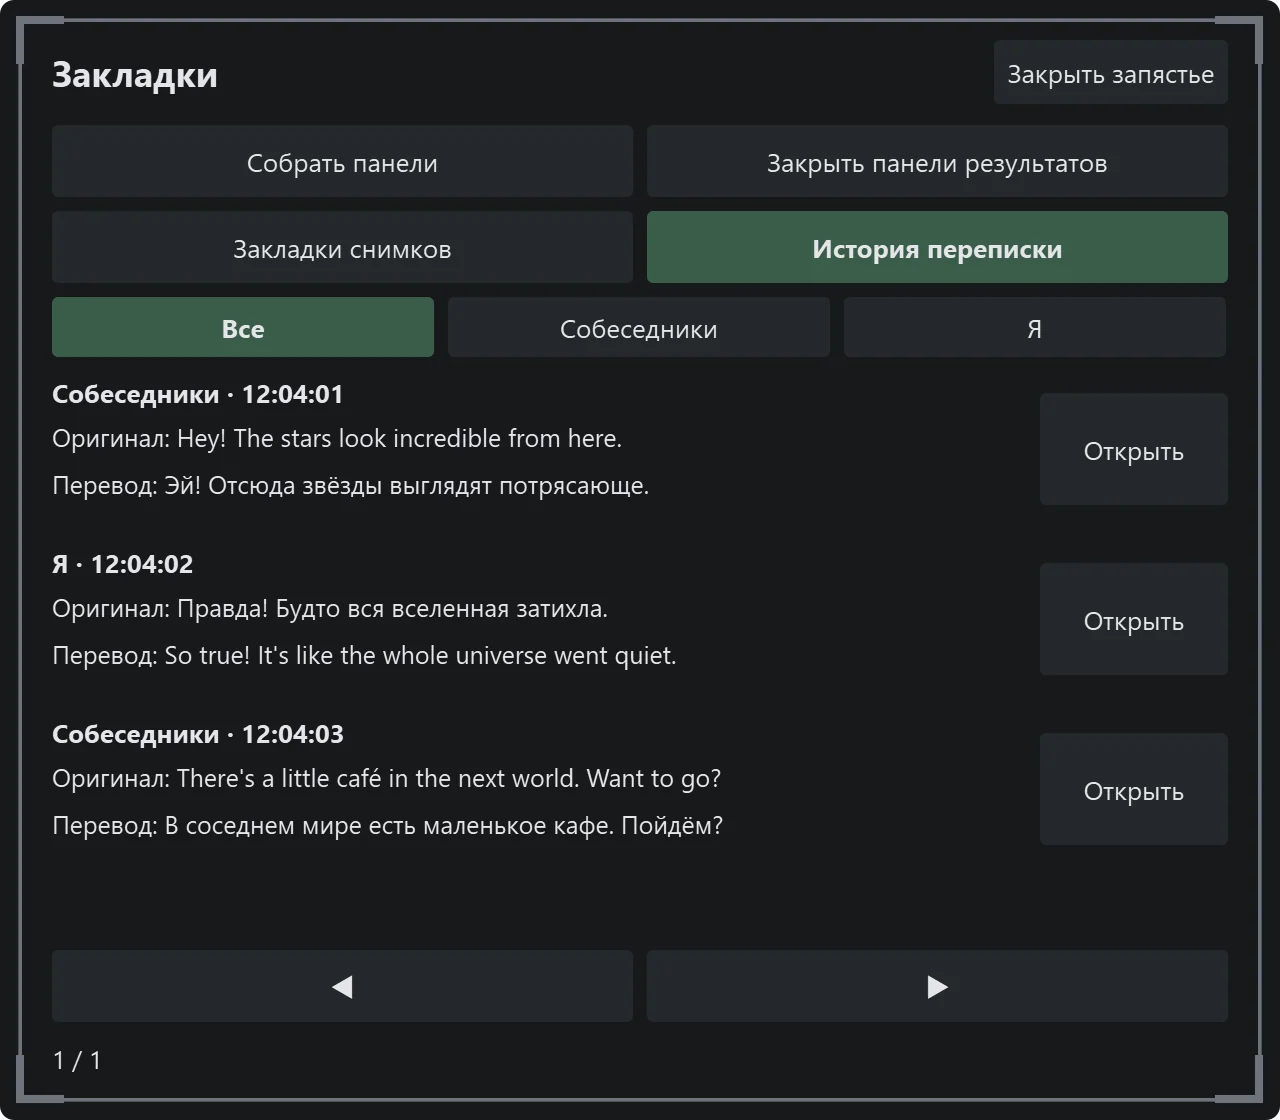 Закладки
Закрыть запястье
Собрать панели
Закрыть панели результатов
Закладки снимков
История переписки
Все
Собеседники
Я
Собеседники · 12:04:01
Оригинал: Hey! The stars look incredible from here.
Перевод: Эй! Отсюда звёзды выглядят потрясающе.
Открыть
Я · 12:04:02
Оригинал: Правда! Будто вся вселенная затихла.
Перевод: So true! It's like the whole universe went quiet.
Открыть
Собеседники · 12:04:03
Оригинал: There's a little café in the next world. Want to go?
Перевод: В соседнем мире есть маленькое кафе. Пойдём?
Открыть
◀
▶
1 / 1